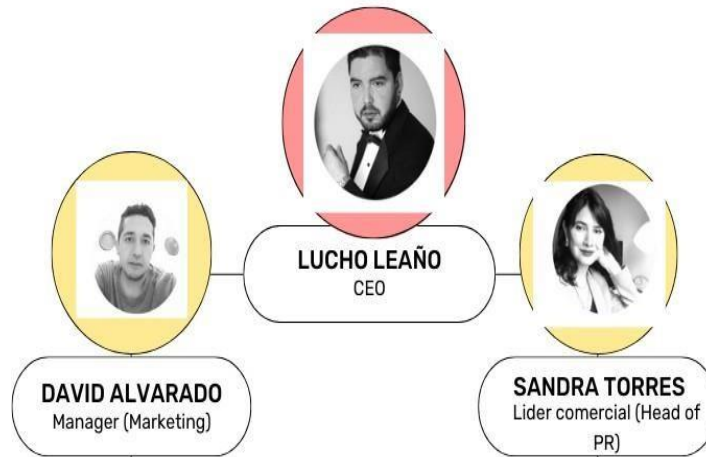 LUCHO LEAÑO
CEO
DAVID ALVARADO
Manager (Marketing)
SANDRA TORRES
Lider comercial (Head of
PR)